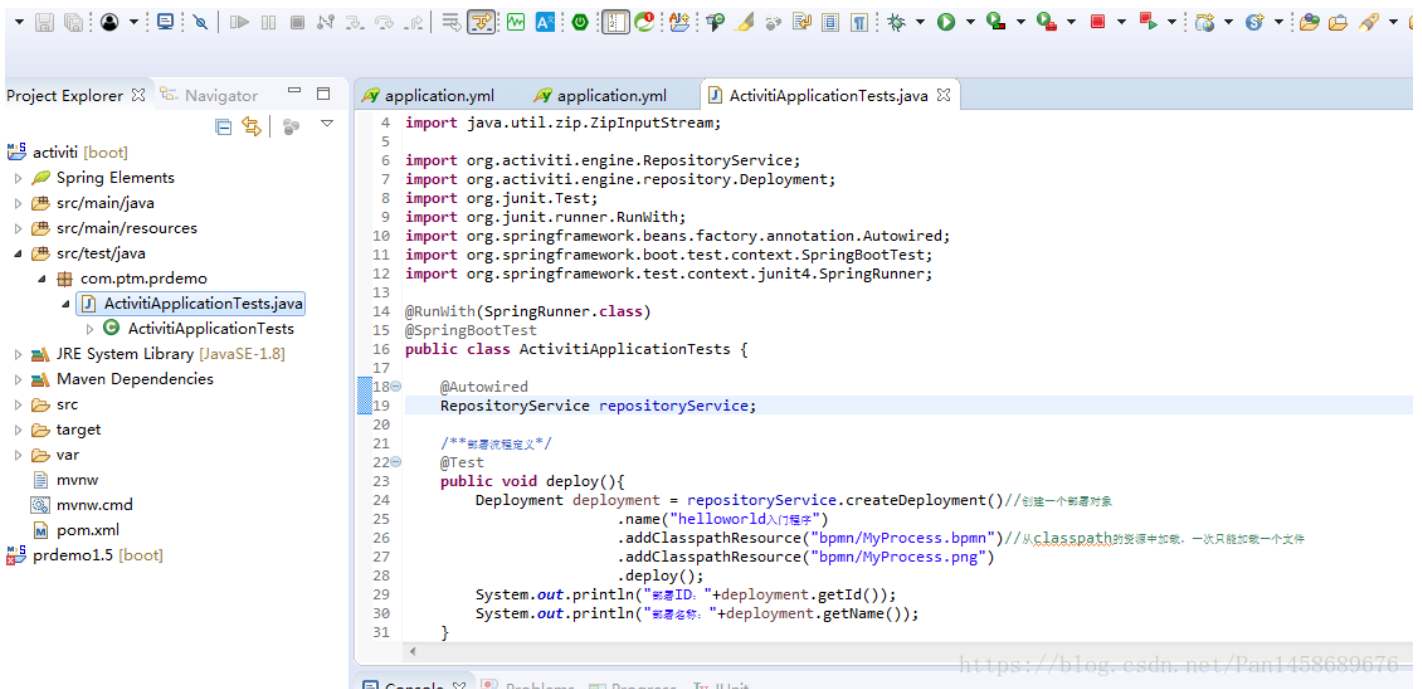 Project Explorer
Navigator
activiti [boot]
Spring Elements
src/main/java
src/main/resources
src/test/java
com.ptm.prdemo
ActivitiApplicationTests.java
ActivitiApplicationTests
JRE System Library [JavaSE-1.8]
Maven Dependencies
src
target
var
mvnw
mvnw.cmd
pom.xml
prdemo1.5 [boot]
application.yml
application.yml
ActivitiApplicationTests.java
4 import java.util.zip.ZipInputStream;
5
6 import org.activiti.engine.RepositoryService;
7 import org.activiti.engine.repository.Deployment;
8 import org.junit.Test;
9 import org.junit.runner.RunWith;
10 import org.springframework.beans.factory.annotation.Autowired;
11 import org.springframework.boot.test.context.SpringBootTest;
12 import org.springframework.test.context.junit4.SpringRunner;
13
14 @RunWith(SpringRunner.class)
15 @SpringBootTest
16 public class ActivitiApplicationTests {
17
18 @Autowired
19 RepositoryService repositoryService;
20
21 /**部署流程定义*/
22 @Test
23 public void deploy(){
24 Deployment deployment = repositoryService.createDeployment()//创建一个部署对象
25 .name("helloworld入门程序")
26 .addClasspathResource("bpmn/MyProcess.bpmn")//从classpath的资源中加载，一次只能加载一个文件
27 .addClasspathResource("bpmn/MyProcess.png")
28 .deploy();
29 System.out.println("部署ID："+deployment.getId());
30 System.out.println("部署名称："+deployment.getName());
31 }
https://blog.csdn.net/Pan1458689676
Console
Problems
Progress
JUnit